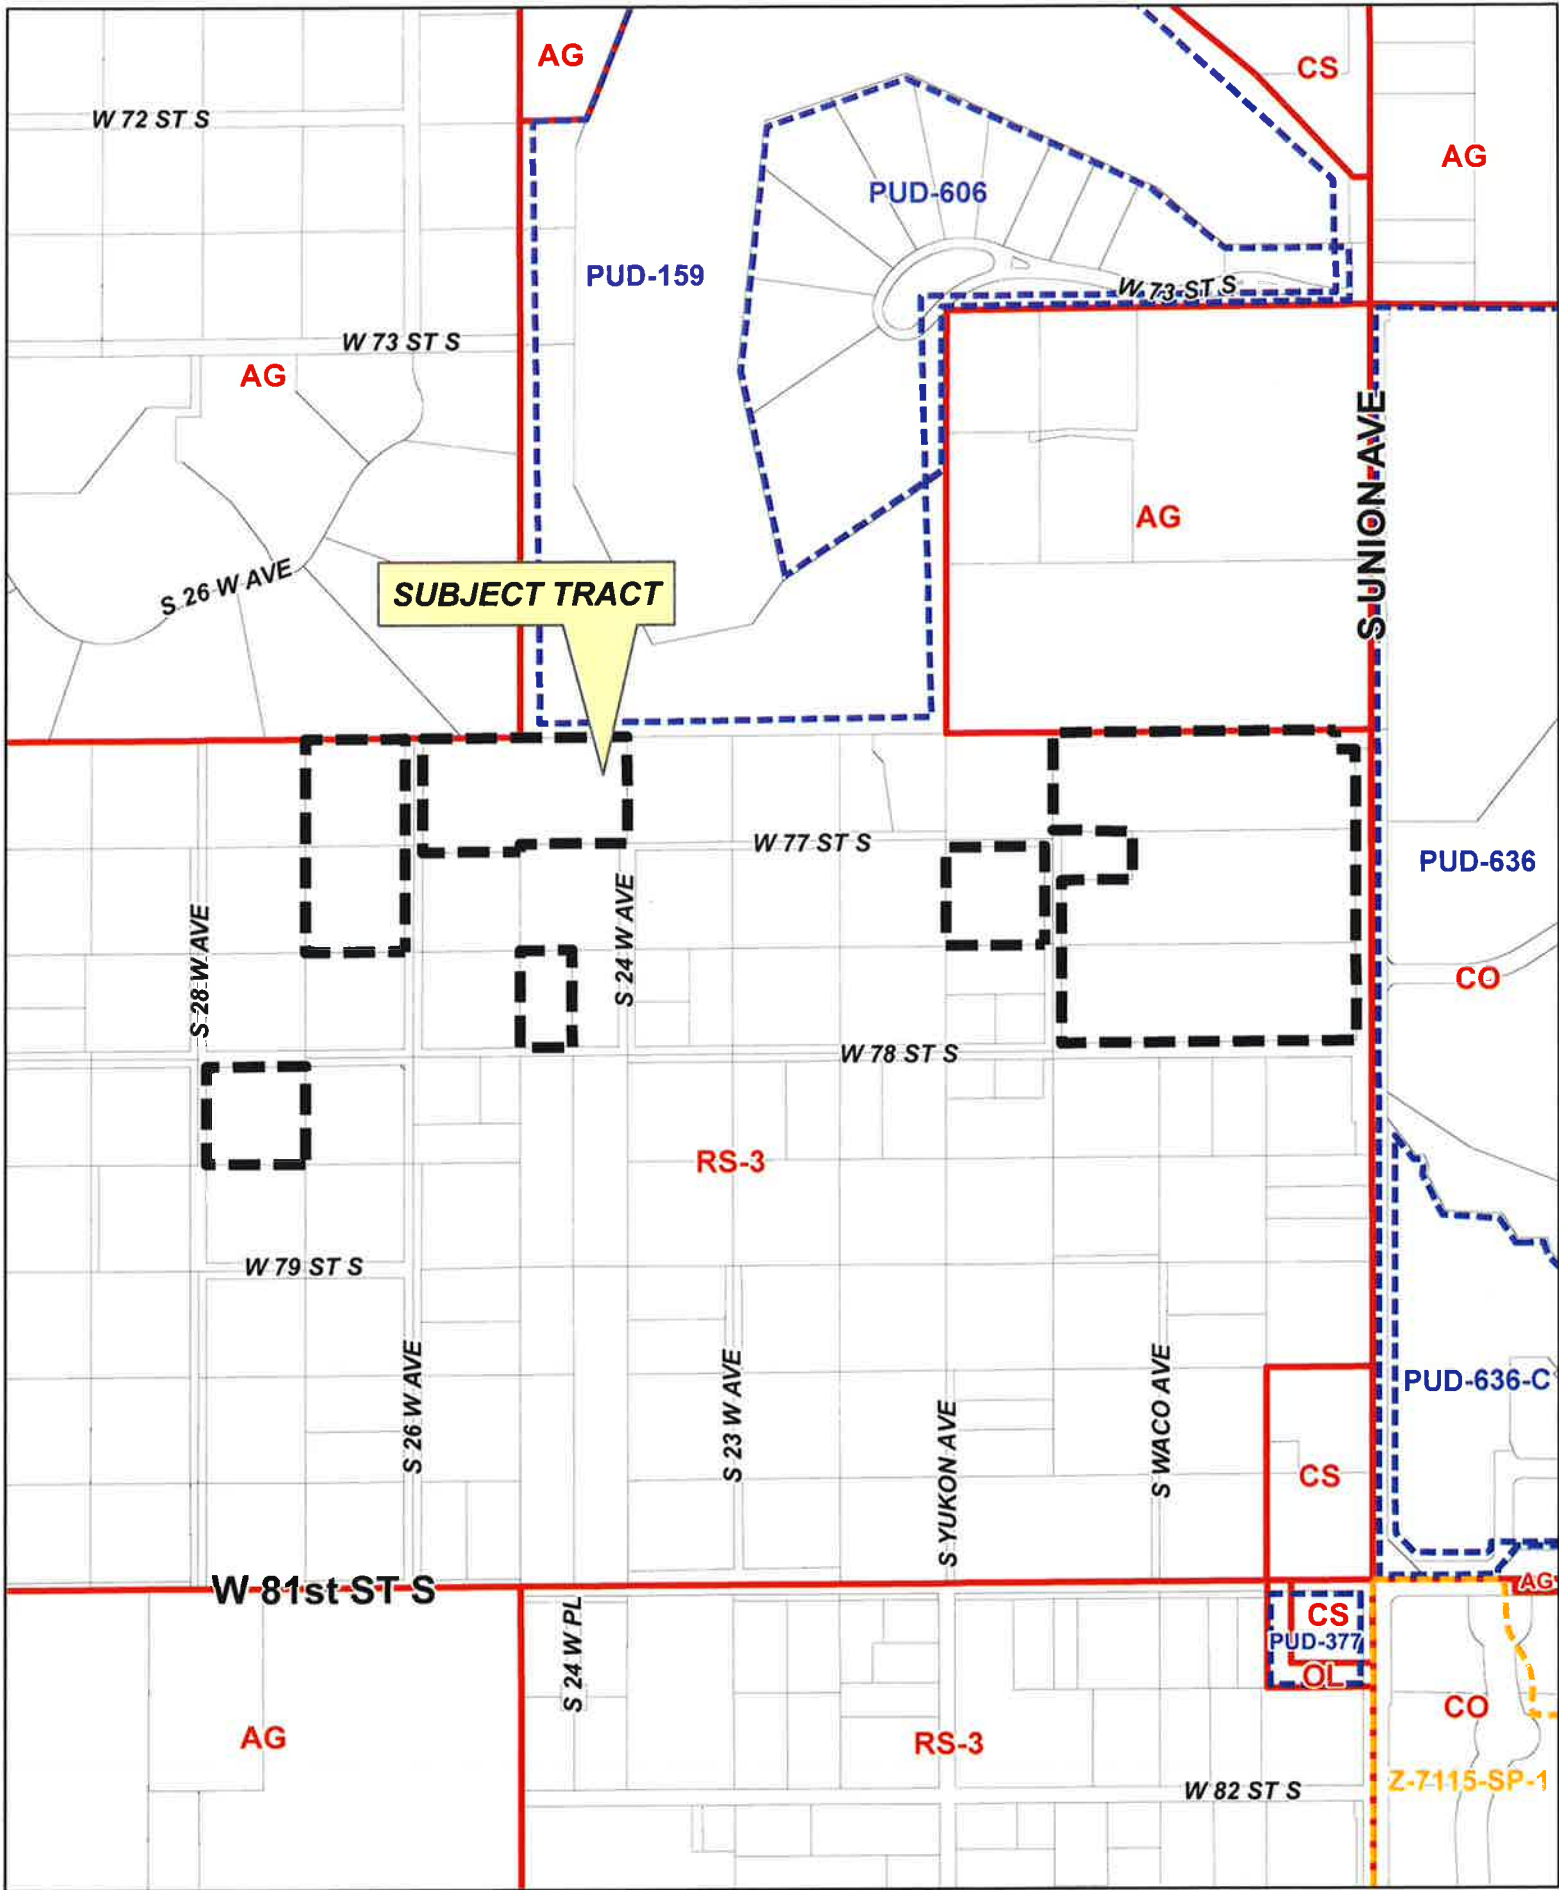 AG
CS
W 72 ST S
AG
PUD-606
PUD-159
W 73 ST S
W 73 ST S
AG
S UNION AVE
AG
S 26 W AVE
SUBJECT TRACT
W 77 ST S
PUD-636
S 28 W AVE
S 24 W AVE
CO
W 78 ST S
RS-3
W 79 ST S
S 26 W AVE
S 23 W AVE
S YUKON AVE
S WACO AVE
PUD-636-C
CS
W 81st ST S
AG
CS
PUD-377
OL
S 24 W PL
CO
AG
RS-3
Z-7115-SP-1
W 82 ST S